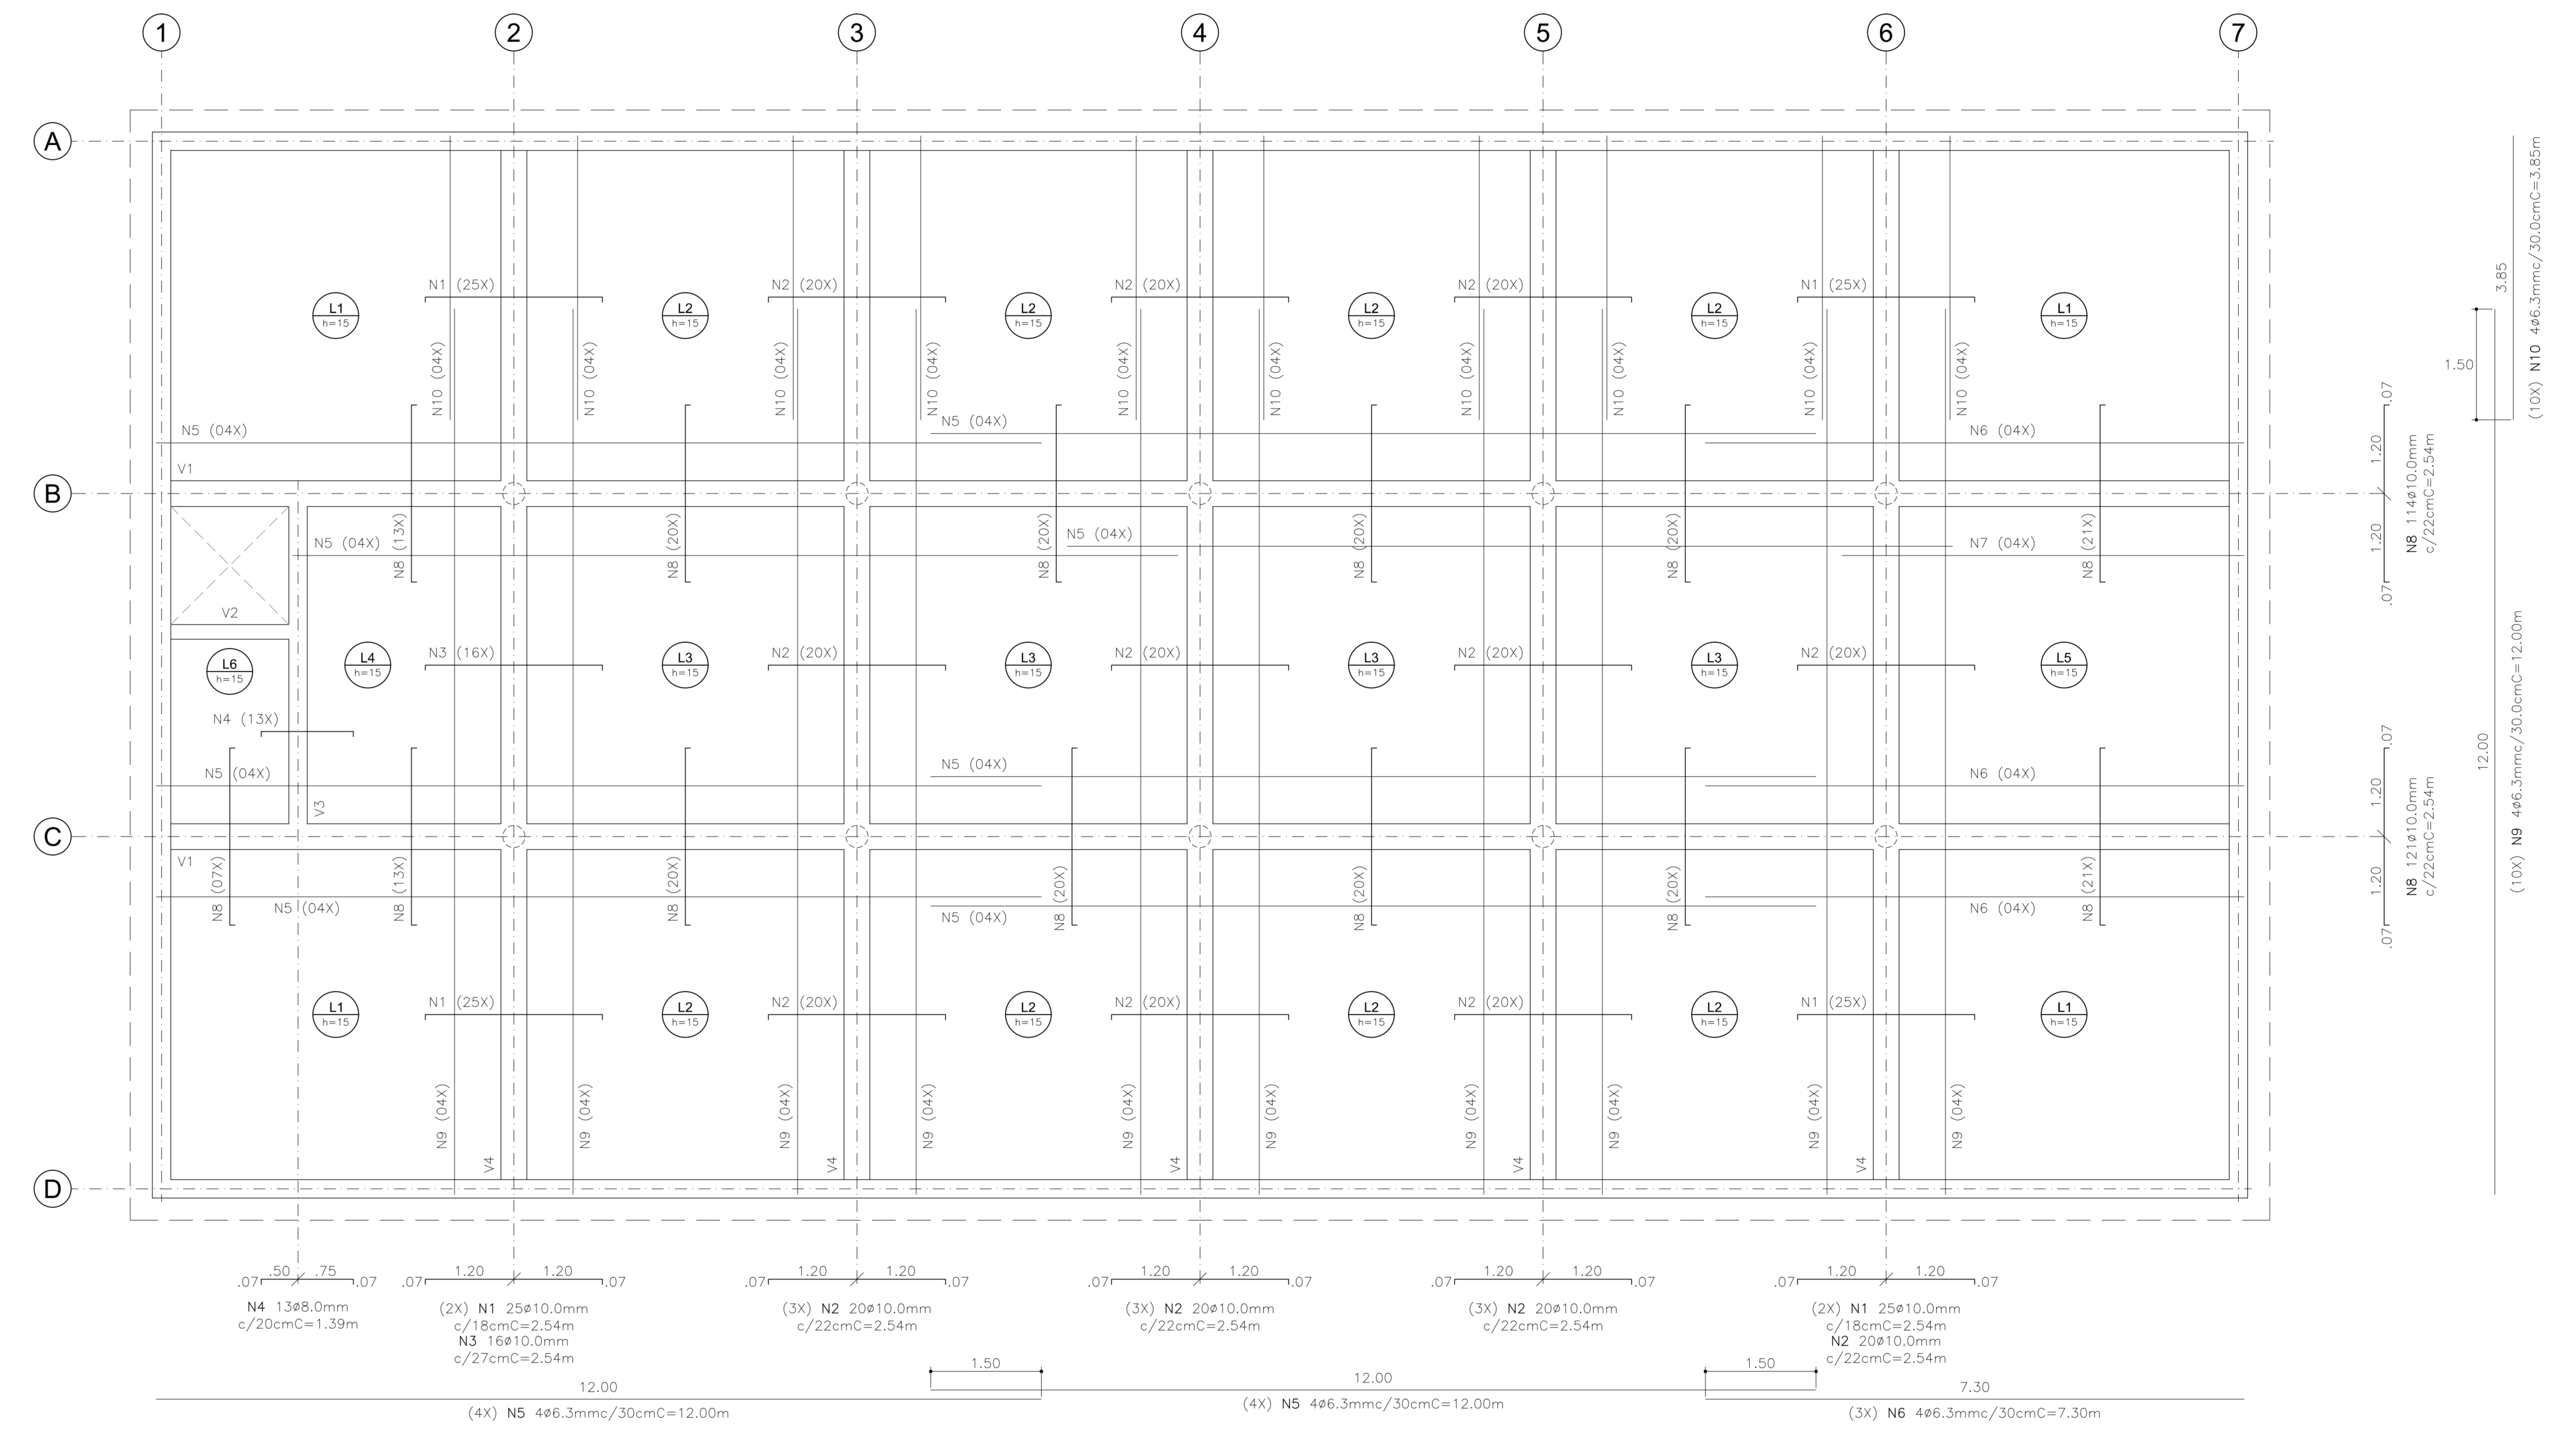 1 2 3 4 5 6 7
A
N1 (25X) N2 (20X) N2 (20X) N2 (20X) N1 (25X)
L1 L2 L2 L2 L2 L1
h=15 h=15 h=15 h=15 h=15 h=15
N10 (04X) N10 (04X) N10 (04X) N10 (04X) N10 (04X) N10 (04X) N10 (04X) N10 (04X) N10 (04X) N10 (04X)
N5 (04X) N5 (04X) N6 (04X)
V1
B
N8 (13X) N8 (20X) N8 (20X) N8 (20X) N8 (20X) N8 (21X)
N5 (04X) N5 (04X) N7 (04X)
V2
N3 (16X) N2 (20X) N2 (20X) N2 (20X) N2 (20X)
L6 L4 L3 L3 L3 L3 L5
h=15 h=15 h=15 h=15 h=15 h=15 h=15
N4 (13X)
N5 (04X) N5 (04X) N6 (04X)
V3
C
V1
N8 (07X) N8 (13X) N8 (20X) N8 (20X) N8 (20X) N8 (20X) N8 (21X)
N5 (04X) N5 (04X) N6 (04X)
N1 (25X) N2 (20X) N2 (20X) N2 (20X) N1 (25X)
L1 L2 L2 L2 L2 L1
h=15 h=15 h=15 h=15 h=15 h=15
N9 (04X) N9 (04X) N9 (04X) N9 (04X) N9 (04X) N9 (04X) N9 (04X) N9 (04X) N9 (04X) N9 (04X)
V4 V4 V4 V4 V4
D
3.85
(10X) N10 4ø6.3mmc/30.0cmC=3.85m
1.50
.07
1.20
1.20
.07
N8 114ø10.0mm
c/22cmC=2.54m
12.00
(10X) N9 4ø6.3mmc/30.0cmC=12.00m
.07
1.20
1.20
.07
N8 121ø10.0mm
c/22cmC=2.54m
.07 .50 .75 .07
N4 13ø8.0mm
c/20cmC=1.39m
.07 1.20 1.20 .07
(2X) N1 25ø10.0mm
c/18cmC=2.54m
N3 16ø10.0mm
c/27cmC=2.54m
.07 1.20 1.20 .07
(3X) N2 20ø10.0mm
c/22cmC=2.54m
.07 1.20 1.20 .07
(3X) N2 20ø10.0mm
c/22cmC=2.54m
.07 1.20 1.20 .07
(3X) N2 20ø10.0mm
c/22cmC=2.54m
.07 1.20 1.20 .07
(2X) N1 25ø10.0mm
c/18cmC=2.54m
N2 20ø10.0mm
c/22cmC=2.54m
1.50 1.50
12.00 12.00 7.30
(4X) N5 4ø6.3mmc/30cmC=12.00m
(4X) N5 4ø6.3mmc/30cmC=12.00m
(3X) N6 4ø6.3mmc/30cmC=7.30m